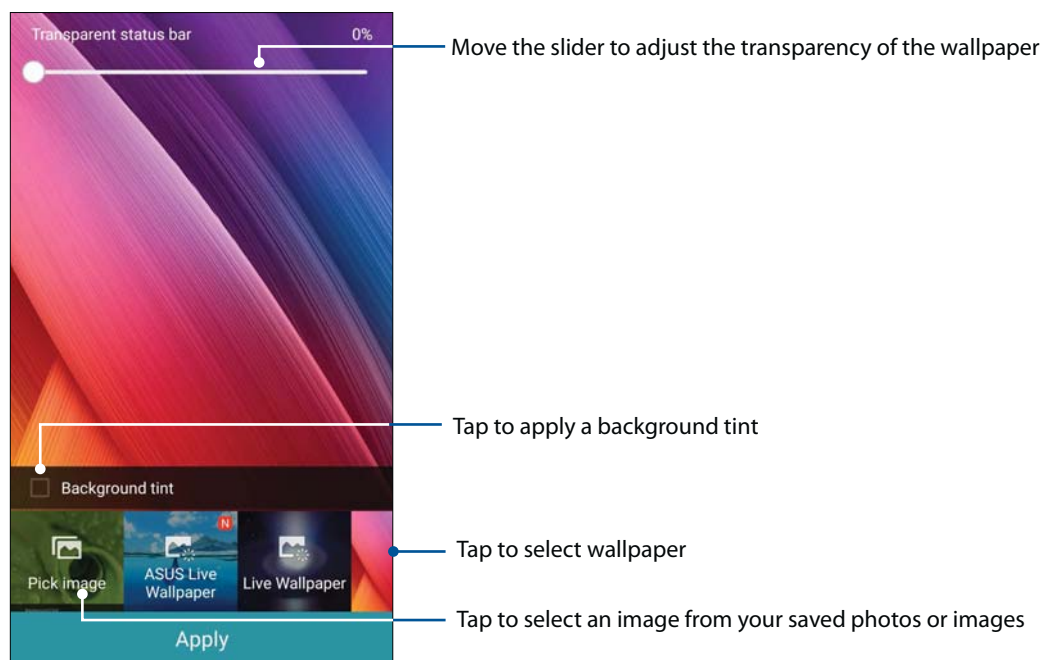 Transparent status bar 0%
Move the slider to adjust the transparency of the wallpaper
Tap to apply a background tint
Background tint
N
Pick image
ASUS Live
Wallpaper
Live Wallpaper
Tap to select wallpaper
Tap to select an image from your saved photos or images
Apply